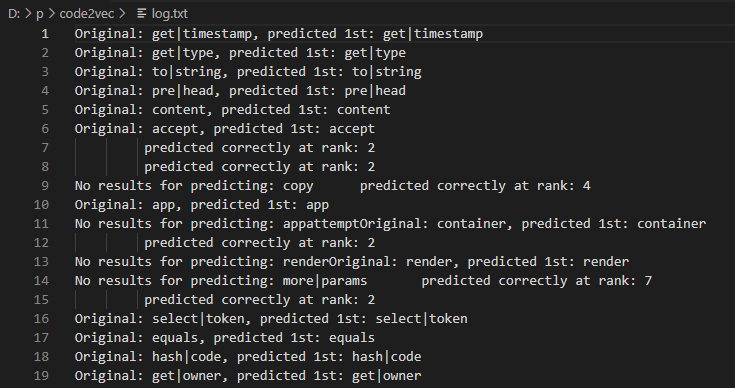 D: > p > code2vec > log.txt
1 Original: get|timestamp, predicted 1st: get|timestamp
2 Original: get|type, predicted 1st: get|type
3 Original: to|string, predicted 1st: to|string
4 Original: pre|head, predicted 1st: pre|head
5 Original: content, predicted 1st: content
6 Original: accept, predicted 1st: accept
7 predicted correctly at rank: 2
8 predicted correctly at rank: 2
9 No results for predicting: copy predicted correctly at rank: 4
10 Original: app, predicted 1st: app
11 No results for predicting: appattemptOriginal: container, predicted 1st: container
12 predicted correctly at rank: 2
13 No results for predicting: renderOriginal: render, predicted 1st: render
14 No results for predicting: more|params predicted correctly at rank: 7
15 predicted correctly at rank: 2
16 Original: select|token, predicted 1st: select|token
17 Original: equals, predicted 1st: equals
18 Original: hash|code, predicted 1st: hash|code
19 Original: get|owner, predicted 1st: get|owner